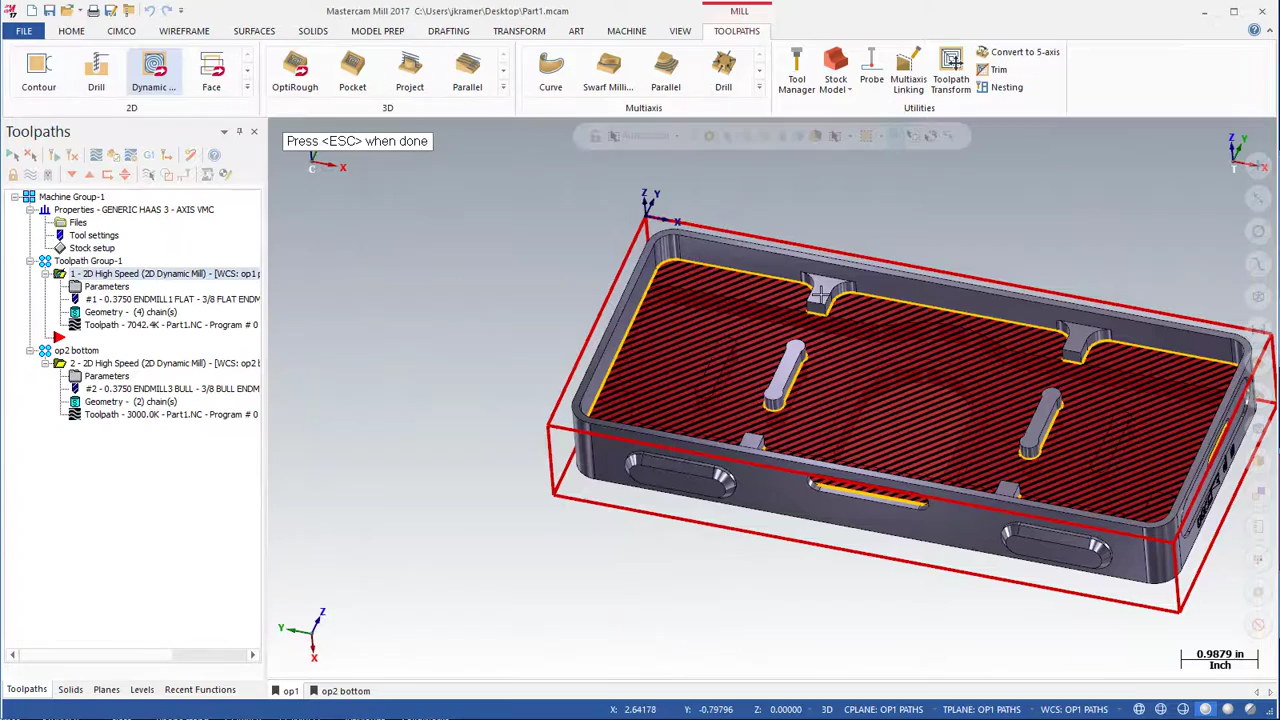 Mastercam Mill 2017 C:\Users\jkramer\Desktop\Part1.mcam
MILL
FILE HOME CIMCO WIREFRAME SURFACES SOLIDS MODEL PREP DRAFTING TRANSFORM ART MACHINE VIEW TOOLPATHS
Contour Drill Dynamic ... Face OptiRough Pocket Project Parallel Curve Swarf Milli... Parallel Drill Tool Manager Stock Model Probe Multiaxis Linking Toolpath Transform
Convert to 5-axis
Trim
Nesting
2D 3D Multiaxis Utilities
Toolpaths
Press <ESC> when done
Machine Group-1
Properties - GENERIC HAAS 3 - AXIS VMC
Files
Tool settings
Stock setup
Toolpath Group-1
1 - 2D High Speed (2D Dynamic Mill) - [WCS: op1 p
Parameters
#1 - 0.3750 ENDMILL1 FLAT - 3/8 FLAT ENDM
Geometry - (4) chain(s)
Toolpath - 7042.4K - Part1.NC - Program # 0
op2 bottom
2 - 2D High Speed (2D Dynamic Mill) - [WCS: op2 b
Parameters
#2 - 0.3750 ENDMILL3 BULL - 3/8 BULL ENDM
Geometry - (2) chain(s)
Toolpath - 3000.0K - Part1.NC - Program # 0
G1
C X
Z Y T X
Z Y X
Z Y X
0.9879 in
Inch
Toolpaths Solids Planes Levels Recent Functions
op1 op2 bottom
X: 2.64178 Y: -0.79796 Z: 0.00000 3D CPLANE: OP1 PATHS TPLANE: OP1 PATHS WCS: OP1 PATHS